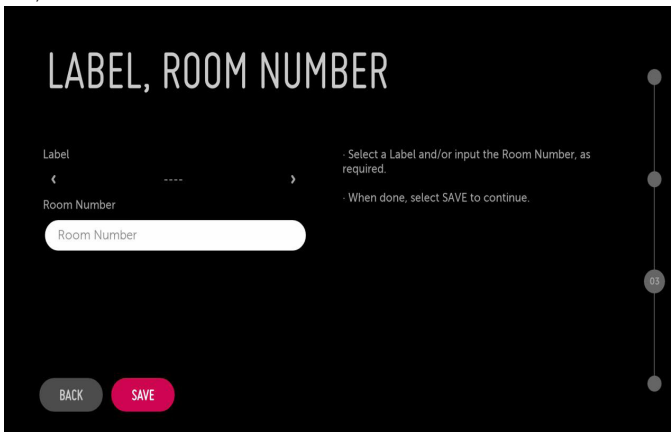 LABEL, ROOM NUMBER
Label
‹ ---- ›
Room Number
Room Number
· Select a Label and/or input the Room Number, as
required.
· When done, select SAVE to continue.
03
BACK
SAVE